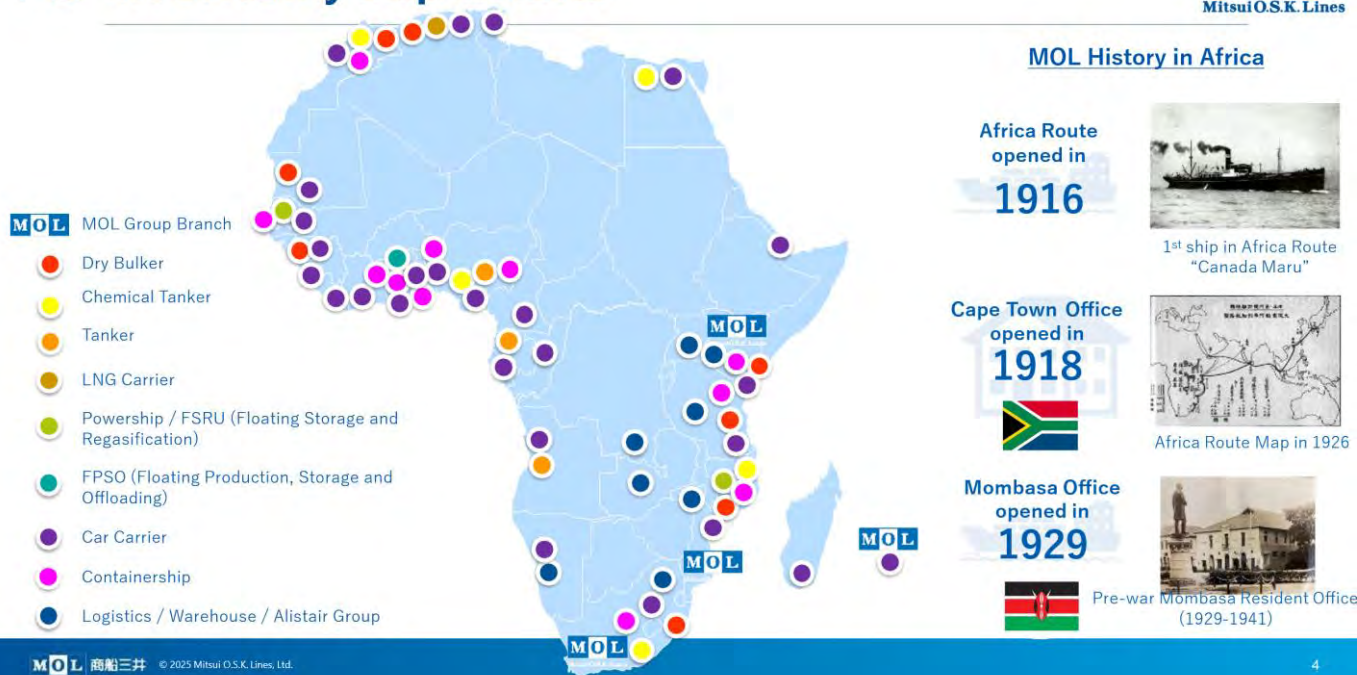 Mitsui O.S.K. Lines
MOL History in Africa
Africa Route
opened in
1916
1st ship in Africa Route
"Canada Maru"
Cape Town Office
opened in
1918
Africa Route Map in 1926
Mombasa Office
opened in
1929
Pre-war Mombasa Resident Office
(1929-1941)
MOL MOL Group Branch
Dry Bulker
Chemical Tanker
Tanker
LNG Carrier
Powership / FSRU (Floating Storage and
Regasification)
FPSO (Floating Production, Storage and
Offloading)
Car Carrier
Containership
Logistics / Warehouse / Alistair Group
MOL
MOL
MOL
MOL
MOL 商船三井 © 2025 Mitsui O.S.K. Lines, Ltd.
4